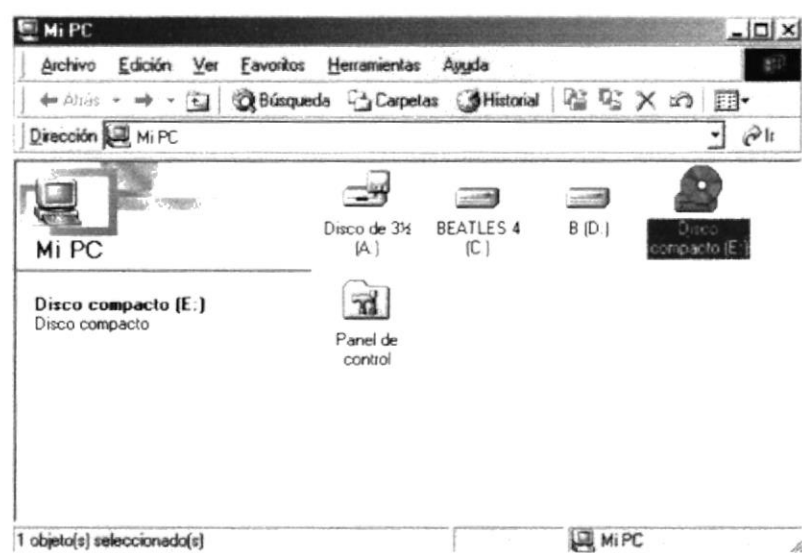 Mi PC
Archivo Edición Ver Favoritos Herramientas Ayuda
Atrás Búsqueda Carpetas Historial
Dirección Mi PC Ir
Mi PC
Disco compacto (E:)
Disco compacto
Disco de 3½ (A:)
BEATLES 4 (C:)
B (D:)
Disco compacto (E:)
Panel de control
1 objeto(s) seleccionado(s) Mi PC